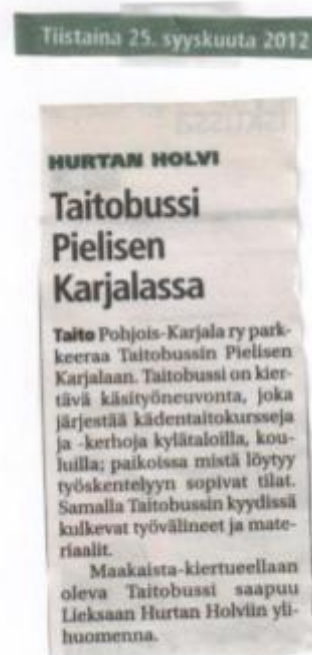 Tiistaina 25. syyskuuta 2012
HURTAN HOLVI
Taitobussi
Pielisen
Karjalassa
Taito Pohjois-Karjala ry park-
keeraa Taitobussin Pielisen
Karjalaan. Taitobussi on kier-
tävä käsityöneuvonta, joka
järjestää kädentaitokursseja
ja -kerhoja kylätaloilla, kou-
luilla; paikoissa mistä löytyy
työskentelyyn sopivat tilat.
Samalla Taitobussin kyydissä
kulkevat työvälineet ja mate-
riaalit.
Maakaista-kiertueellaan
oleva Taitobussi saapuu
Lieksaan Hurtan Holviin yli-
huomenna.